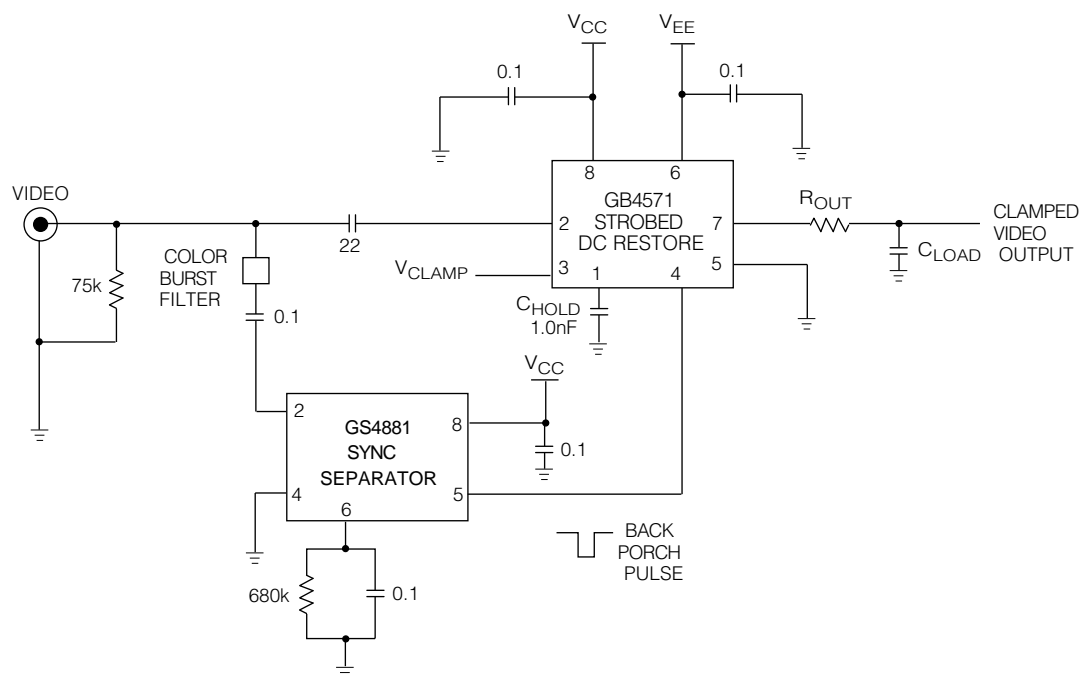 VCC
VEE
0.1
0.1
8
6
VIDEO
GB4571
STROBED
DC RESTORE
2
7
ROUT
CLAMPED
VIDEO
OUTPUT
22
COLOR
BURST
FILTER
VCLAMP
3
1
4
5
CLOAD
75k
0.1
CHOLD
1.0nF
VCC
2
GS4881
SYNC
SEPARATOR
8
0.1
4
6
5
BACK
PORCH
PULSE
680k
0.1